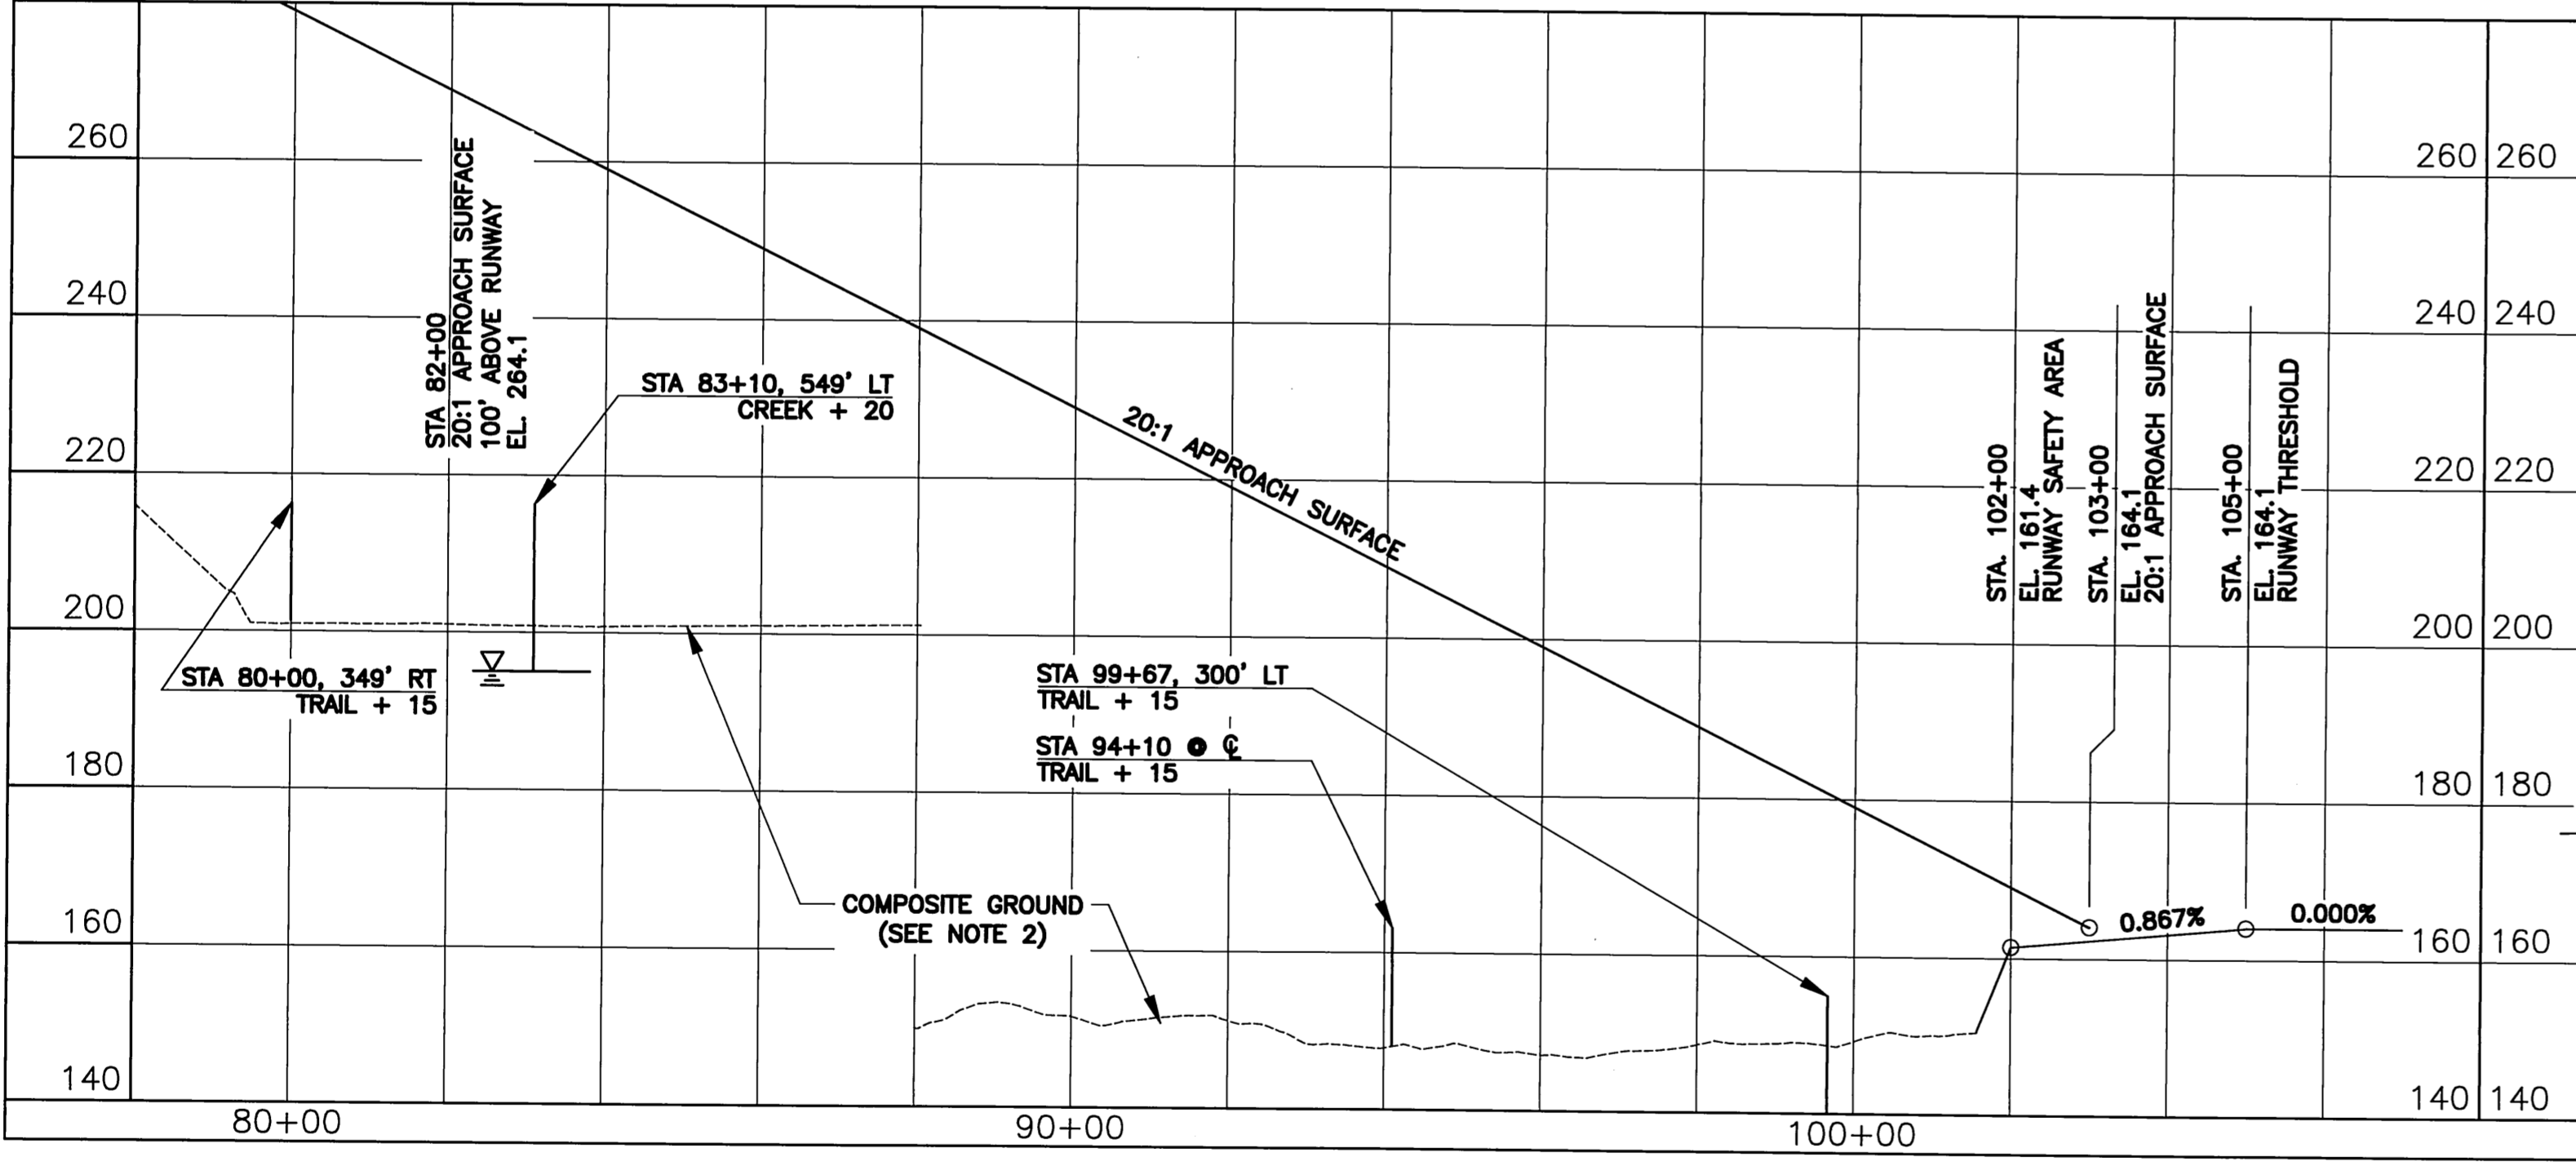 260
260 260
STA 82+00
20:1 APPROACH SURFACE
100' ABOVE RUNWAY
EL. 264.1
240
240 240
STA 83+10, 549' LT
CREEK + 20
20:1 APPROACH SURFACE
220
220 220
STA. 102+00
EL. 161.4
RUNWAY SAFETY AREA
STA. 103+00
EL. 164.1
20:1 APPROACH SURFACE
STA. 105+00
EL. 164.1
RUNWAY THRESHOLD
200
200 200
STA 80+00, 349' RT
TRAIL + 15
STA 99+67, 300' LT
TRAIL + 15
STA 94+10 @ ℄
TRAIL + 15
180
180 180
COMPOSITE GROUND
(SEE NOTE 2)
0.867%
0.000%
160
160 160
140
140 140
80+00
90+00
100+00